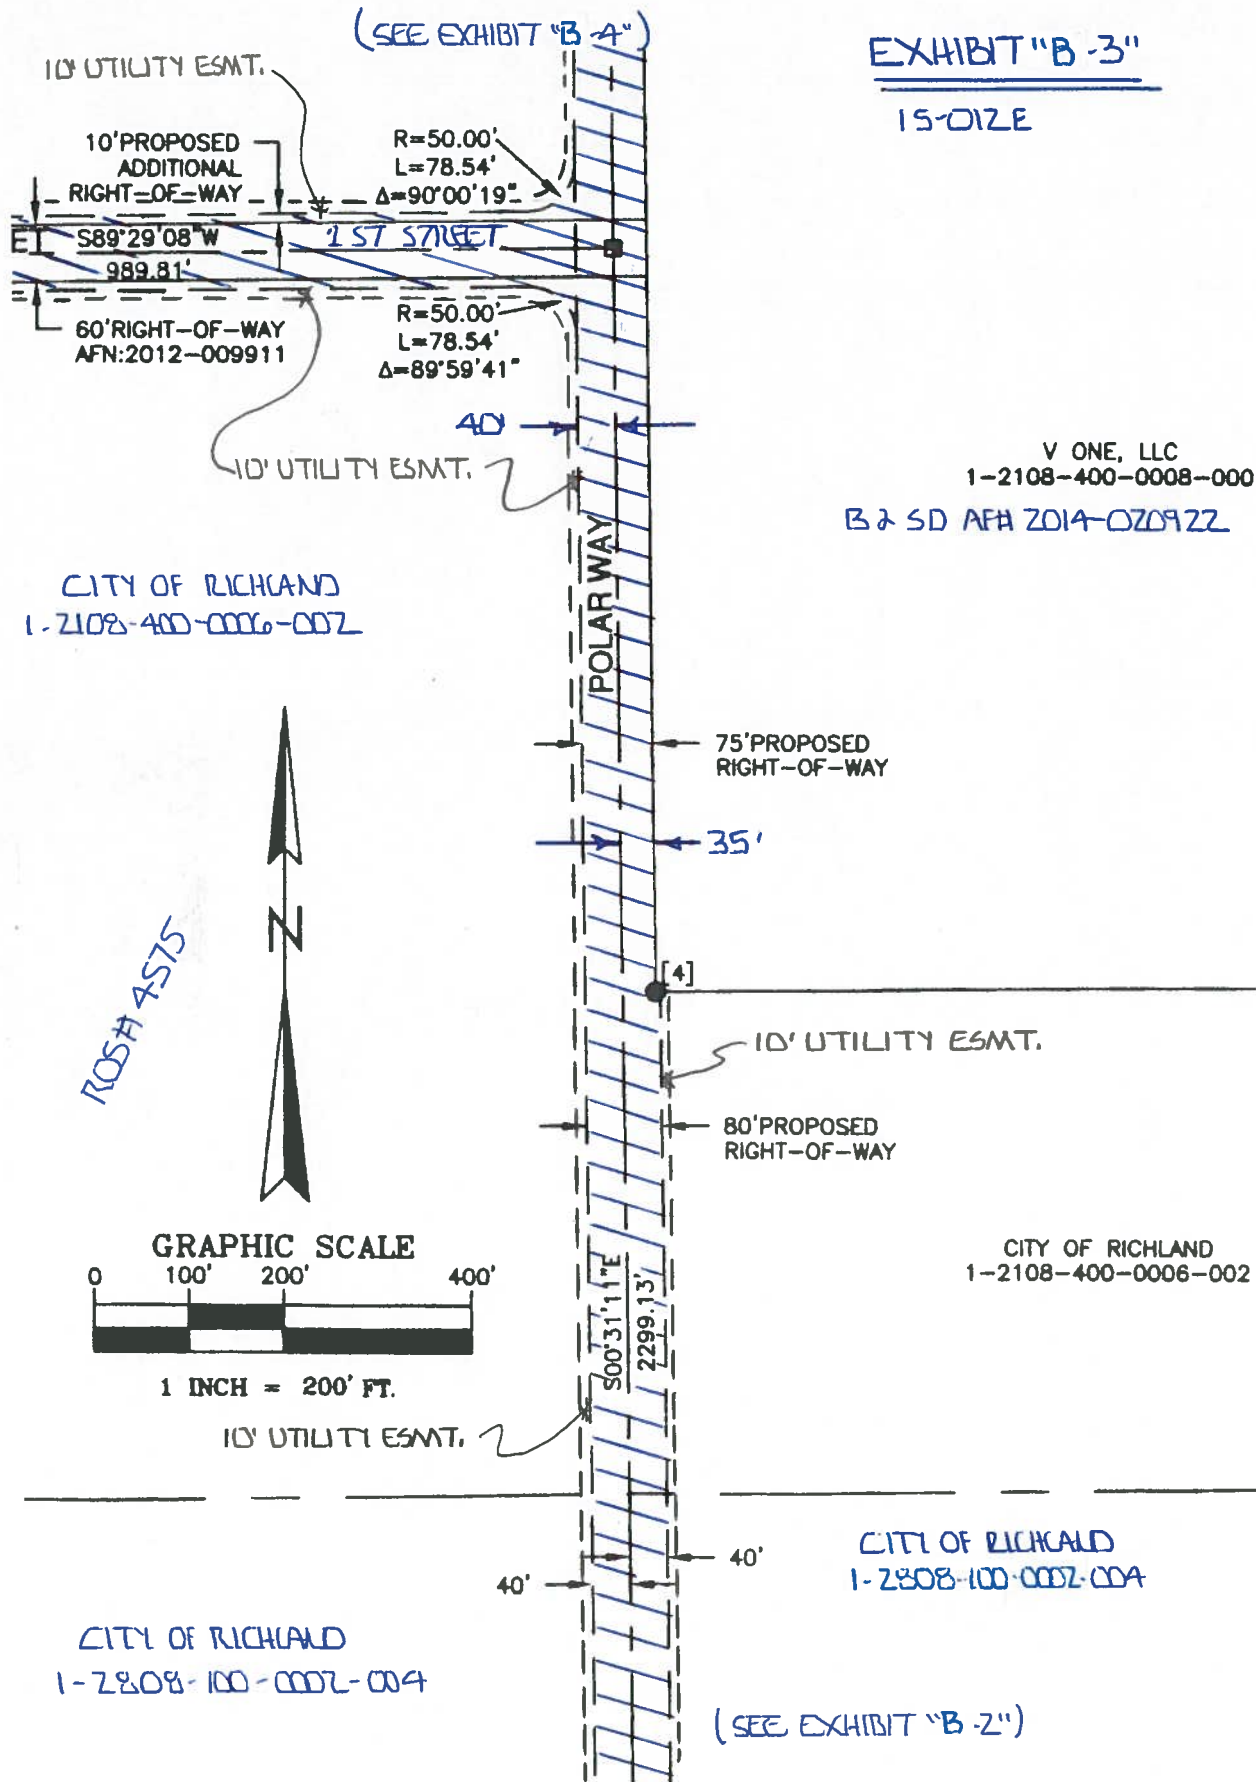 (SEE EXHIBIT "B-4")
EXHIBIT "B-3"
15-012E
10' UTILITY ESMT.
10'PROPOSED
ADDITIONAL
RIGHT-OF-WAY
R=50.00'
L=78.54'
Δ=90°00'19"
E
S89°29'08"W
989.81'
1ST STREET
60'RIGHT-OF-WAY
AFN:2012-009911
R=50.00'
L=78.54'
Δ=89°59'41"
40'
10' UTILITY ESMT.
V ONE, LLC
1-2108-400-0008-000
B & SD AF# 2014-020922
POLAR WAY
CITY OF RICHLAND
1-2108-400-0006-002
75'PROPOSED
RIGHT-OF-WAY
35'
N
ROS# 4575
[4]
10' UTILITY ESMT.
80'PROPOSED
RIGHT-OF-WAY
GRAPHIC SCALE
0 100' 200' 400'
1 INCH = 200' FT.
CITY OF RICHLAND
1-2108-400-0006-002
S00°31'11"E
2299.13'
10' UTILITY ESMT.
40'
40'
CITY OF RICHLAND
1-2808-100-0002-004
CITY OF RICHLAND
1-2808-100-0002-004
(SEE EXHIBIT "B-2")